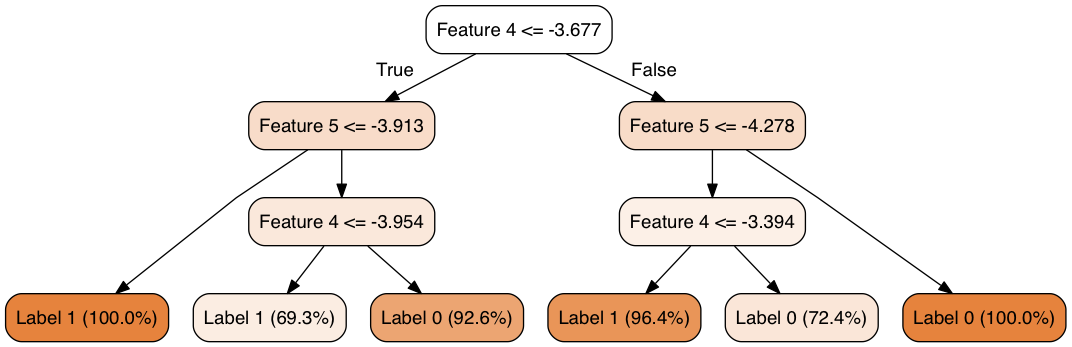 Feature 4 <= -3.677
True
False
Feature 5 <= -3.913
Feature 5 <= -4.278
Feature 4 <= -3.954
Feature 4 <= -3.394
Label 1 (100.0%)
Label 1 (69.3%)
Label 0 (92.6%)
Label 1 (96.4%)
Label 0 (72.4%)
Label 0 (100.0%)